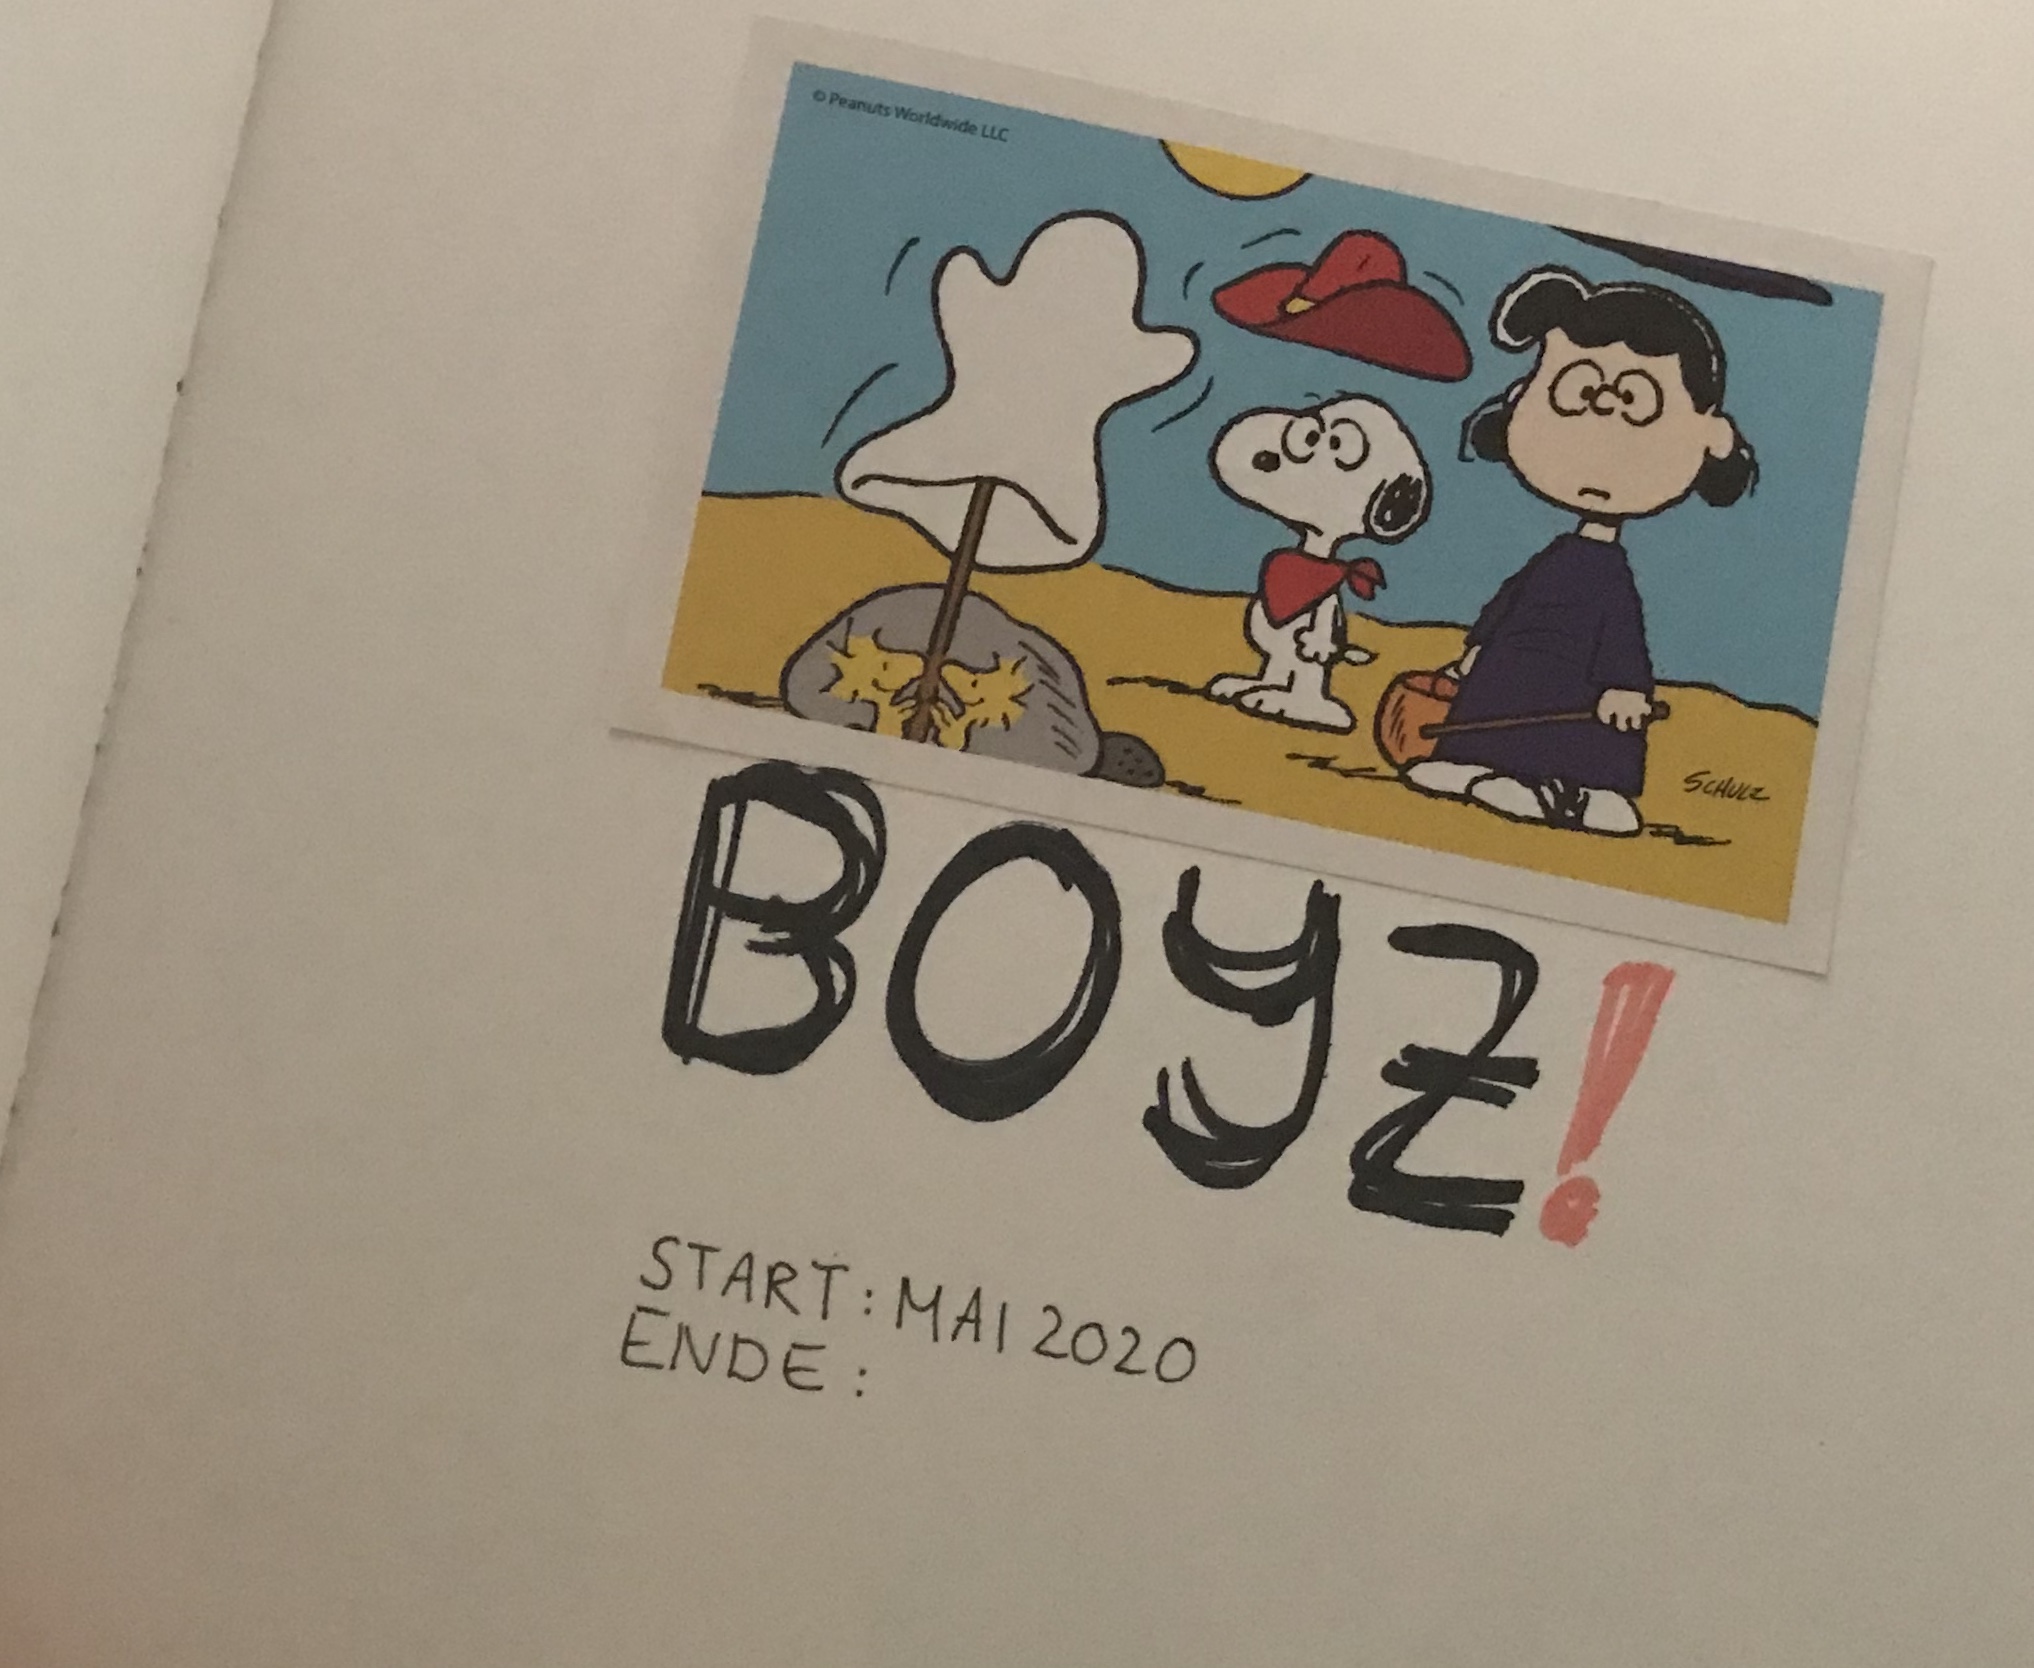 © Peanuts Worldwide LLC
SCHULZ
BOYZ!
START: MAI 2020
ENDE: